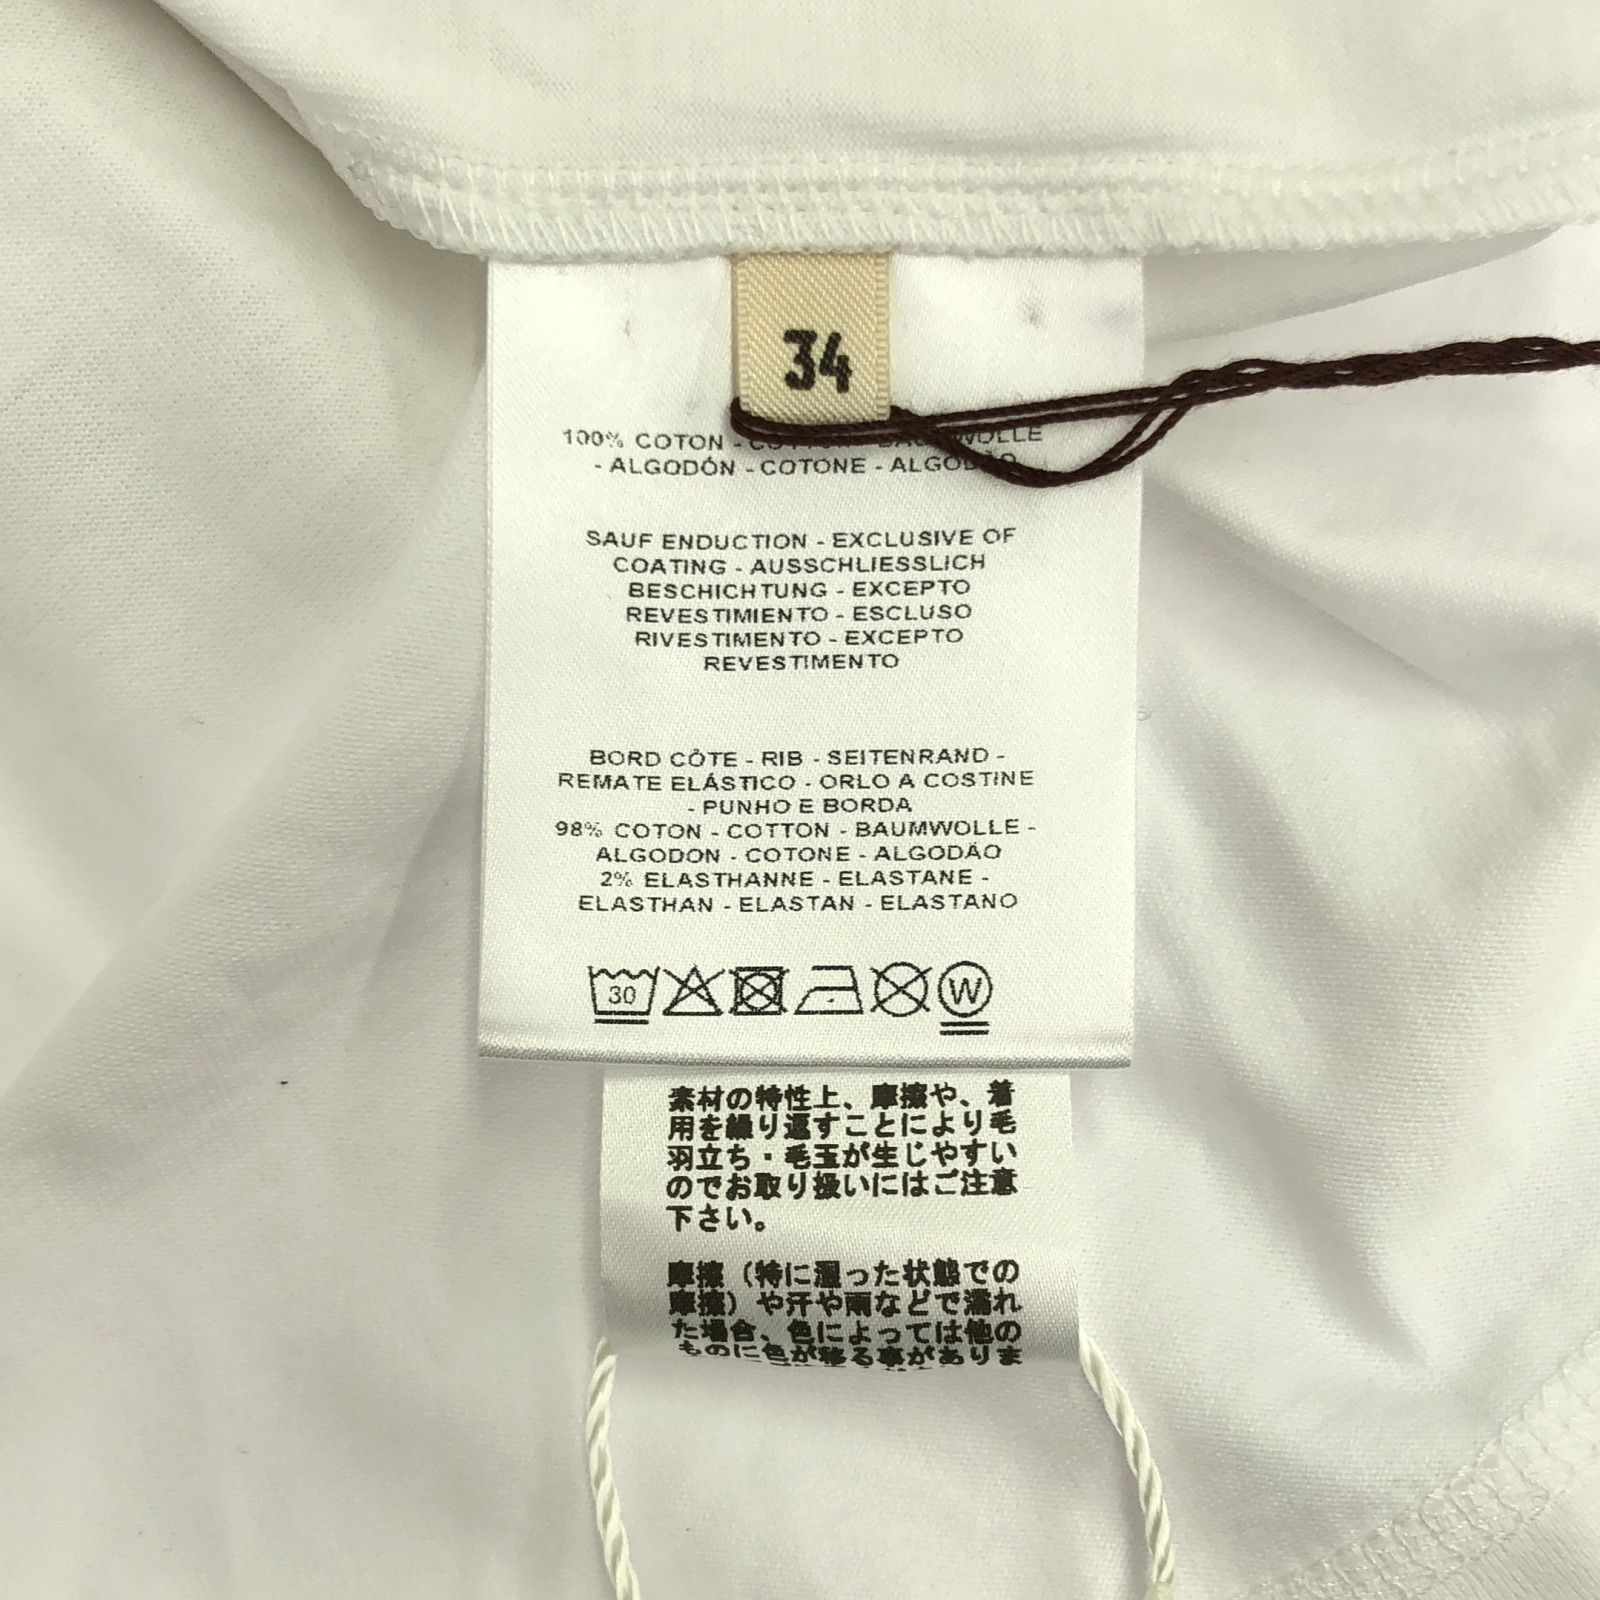 34
100% COTON - COTTON - BAUMWOLLE
- ALGODÓN - COTONE - ALGODÃO
SAUF ENDUCTION - EXCLUSIVE OF
COATING - AUSSCHLIESSLICH
BESCHICHTUNG - EXCEPTO
REVESTIMIENTO - ESCLUSO
RIVESTIMENTO - EXCEPTO
REVESTIMENTO
BORD CÔTE - RIB - SEITENRAND -
REMATE ELÁSTICO - ORLO A COSTINE
- PUNHO E BORDA
98% COTON - COTTON - BAUMWOLLE -
ALGODON - COTONE - ALGODÃO
2% ELASTHANNE - ELASTANE -
ELASTHAN - ELASTAN - ELASTANO
30 W
素材の特性上、摩擦や、着
用を繰り返すことにより毛
羽立ち・毛玉が生じやすい
のでお取り扱いにはご注意
下さい。
摩擦（特に湿った状態での
摩擦）や汗や雨などで濡れ
た場合、色によっては他の
ものに色が移る事がありま